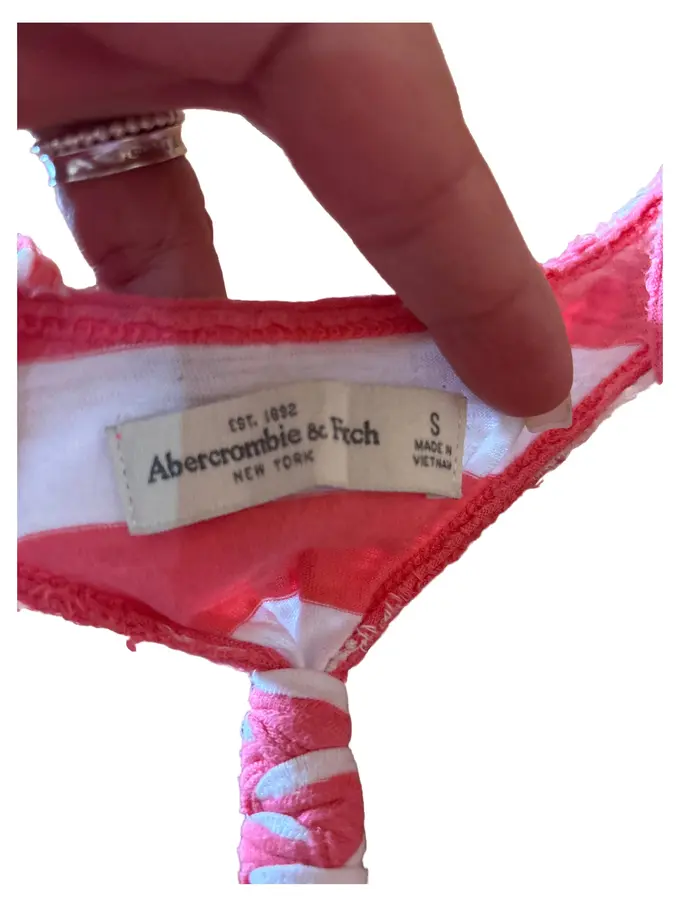 EST. 1892
Abercrombie & Fitch
NEW YORK
S
MADE IN
VIETNAM